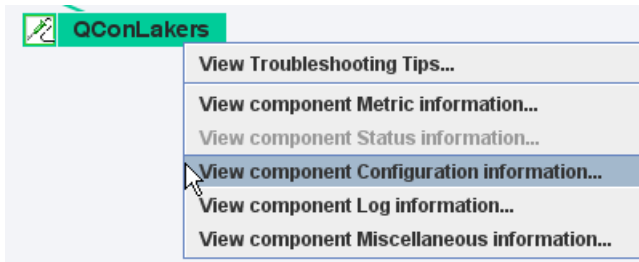 QConLakers
View Troubleshooting Tips...
View component Metric information...
View component Status information...
View component Configuration information...
View component Log information...
View component Miscellaneous information...